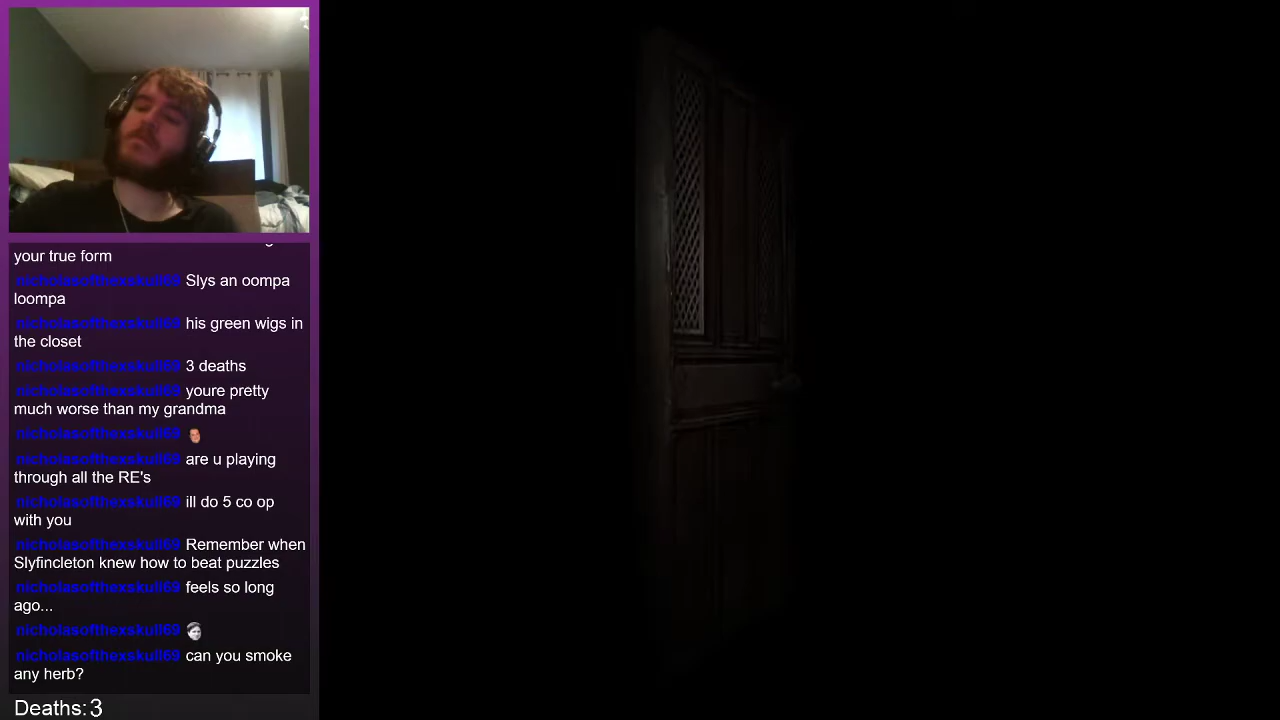 your true form
nicholasofthexskull69 Slys an oompa
loompa
nicholasofthexskull69 his green wigs in
the closet
nicholasofthexskull69 3 deaths
nicholasofthexskull69 youre pretty
much worse than my grandma
nicholasofthexskull69
nicholasofthexskull69 are u playing
through all the RE's
nicholasofthexskull69 ill do 5 co op
with you
nicholasofthexskull69 Remember when
Slyfincleton knew how to beat puzzles
nicholasofthexskull69 feels so long
ago...
nicholasofthexskull69
nicholasofthexskull69 can you smoke
any herb?
Deaths:3